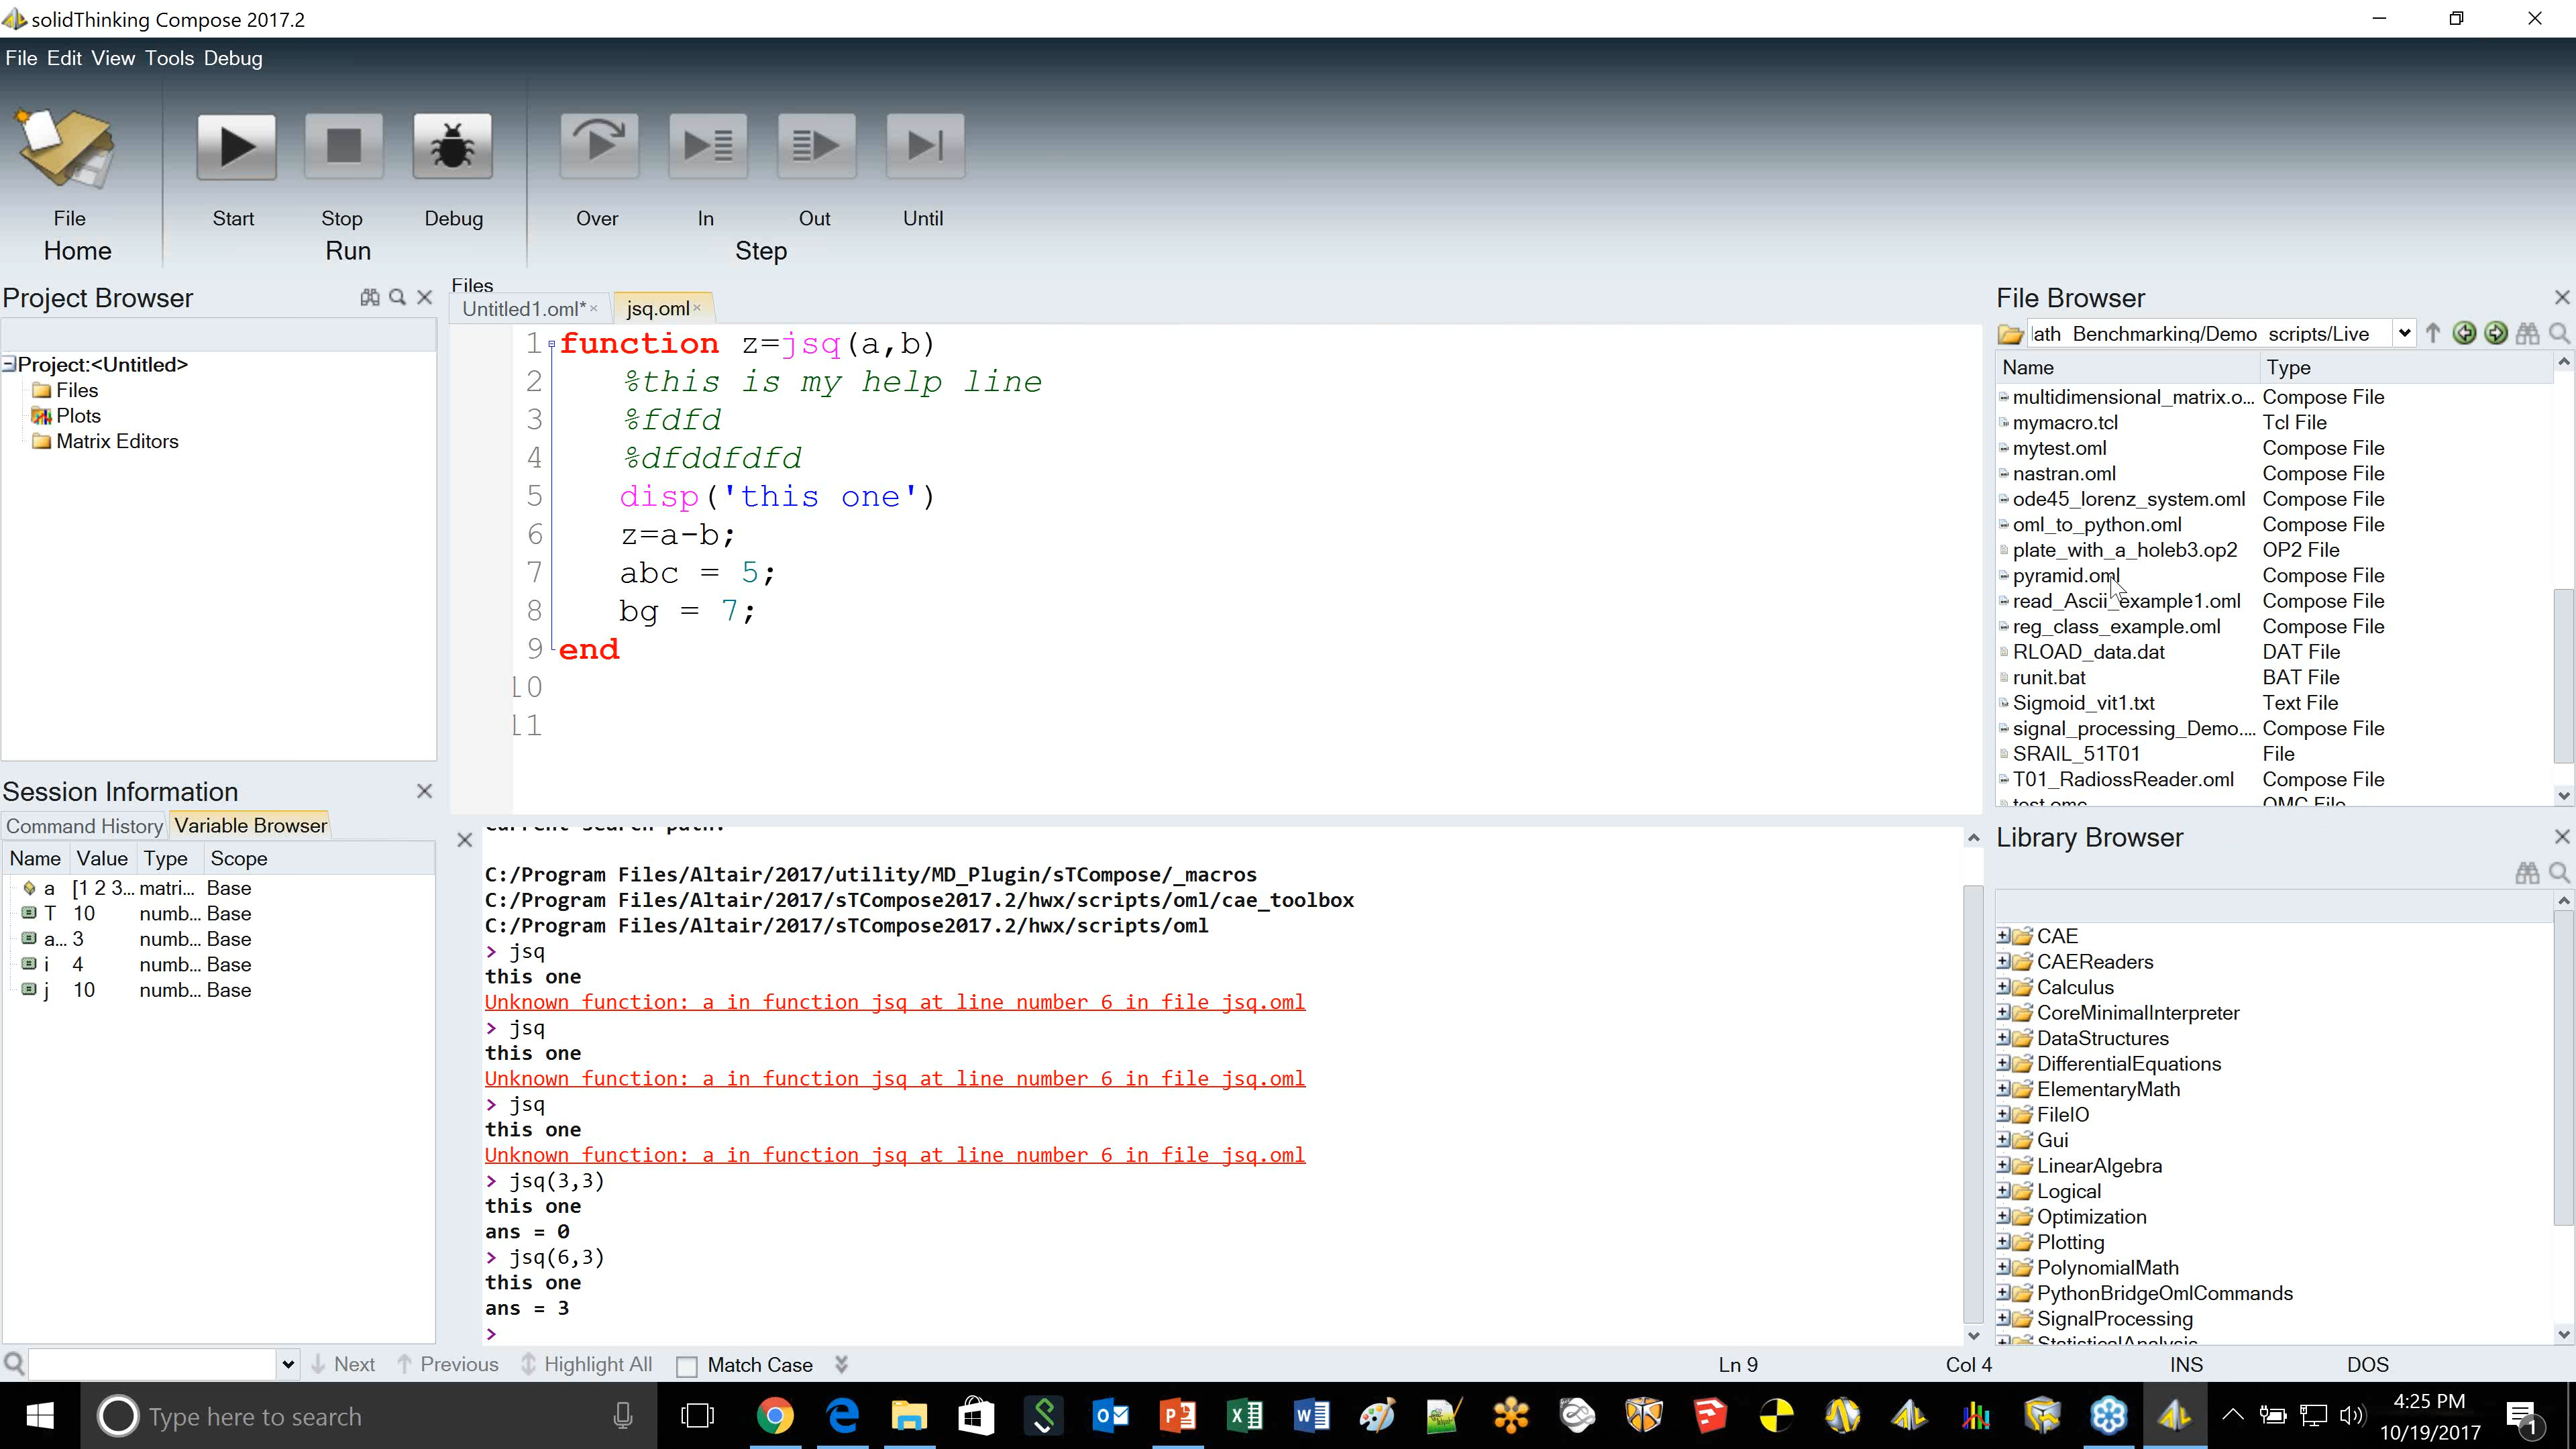 solidThinking Compose 2017.2
File Edit View Tools Debug
File Start Stop Debug Over In Out Until
Home Run Step
Project Browser
Project:<Untitled>
Files
Plots
Matrix Editors
Session Information
Command History Variable Browser
Name Value Type Scope
a [1 2 3... matri... Base
T 10 numb... Base
a... 3 numb... Base
i 4 numb... Base
j 10 numb... Base
Files
Untitled1.oml* jsq.oml
1 function z=jsq(a,b)
2 %this is my help line
3 %fdfd
4 %dfddfdfd
5 disp('this one')
6 z=a-b;
7 abc = 5;
8 bg = 7;
9 end
10
11
current search path:
C:/Program Files/Altair/2017/utility/MD_Plugin/sTCompose/_macros
C:/Program Files/Altair/2017/sTCompose2017.2/hwx/scripts/oml/cae_toolbox
C:/Program Files/Altair/2017/sTCompose2017.2/hwx/scripts/oml
> jsq
this one
Unknown function: a in function jsq at line number 6 in file jsq.oml
> jsq
this one
Unknown function: a in function jsq at line number 6 in file jsq.oml
> jsq
this one
Unknown function: a in function jsq at line number 6 in file jsq.oml
> jsq(3,3)
this one
ans = 0
> jsq(6,3)
this one
ans = 3
>
File Browser
ath_Benchmarking/Demo_scripts/Live
Name Type
multidimensional_matrix.o... Compose File
mymacro.tcl Tcl File
mytest.oml Compose File
nastran.oml Compose File
ode45_lorenz_system.oml Compose File
oml_to_python.oml Compose File
plate_with_a_holeb3.op2 OP2 File
pyramid.oml Compose File
read_Ascii_example1.oml Compose File
reg_class_example.oml Compose File
RLOAD_data.dat DAT File
runit.bat BAT File
Sigmoid_vit1.txt Text File
signal_processing_Demo.... Compose File
SRAIL_51T01 File
T01_RadiossReader.oml Compose File
test.omc OMC File
Library Browser
CAE
CAEReaders
Calculus
CoreMinimalInterpreter
DataStructures
DifferentialEquations
ElementaryMath
FileIO
Gui
LinearAlgebra
Logical
Optimization
Plotting
PolynomialMath
PythonBridgeOmlCommands
SignalProcessing
StatisticalAnalysis
Next Previous Highlight All Match Case Ln 9 Col 4 INS DOS
Type here to search
4:25 PM
10/19/2017
1